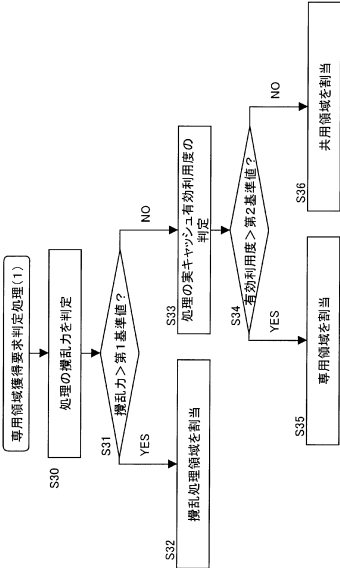 専用領域獲得要求判定処理(1)
S30
処理の攪乱力を判定
S31
攪乱力＞第1基準値？
YES
NO
S32
攪乱処理領域を割当
S33
処理の実キャッシュ有効利用度の
判定
S34
有効利用度＞第2基準値？
YES
NO
S35
専用領域を割当
S36
共用領域を割当